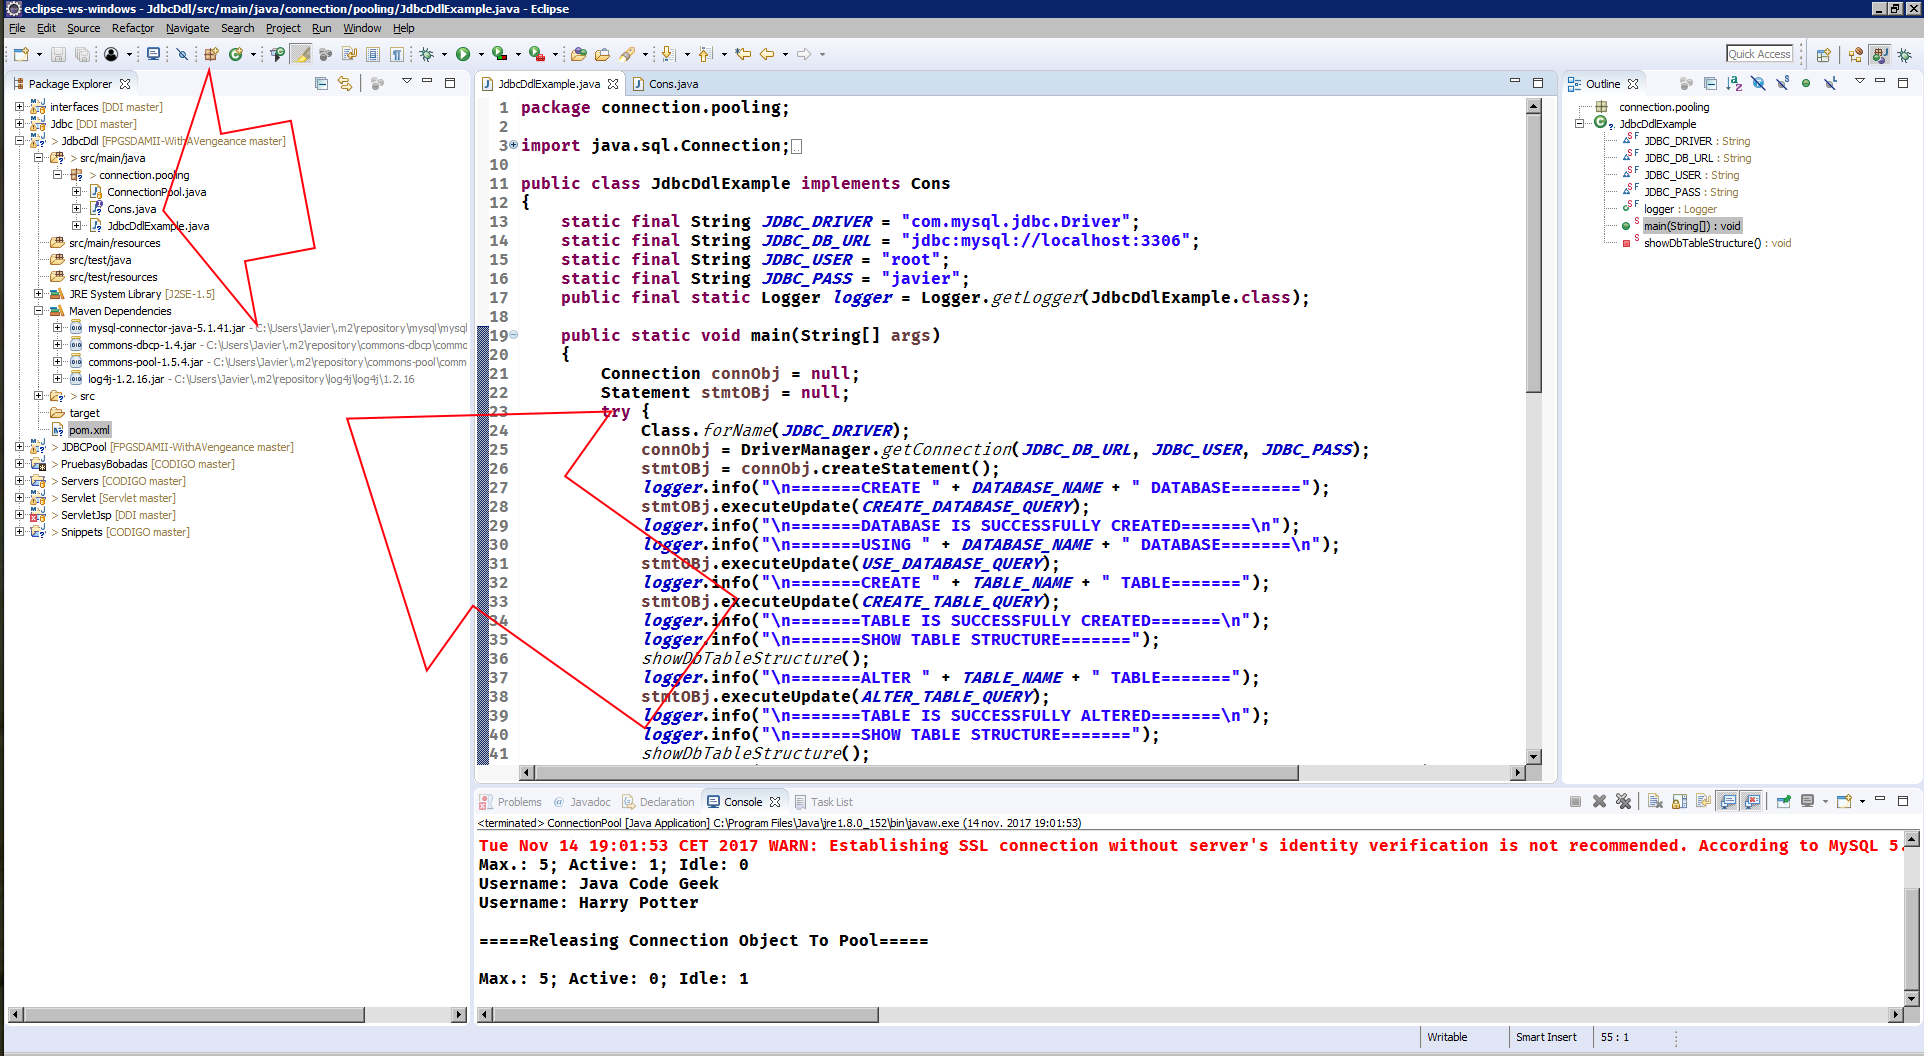 eclipse-ws-windows - JdbcDdl/src/main/java/connection/pooling/JdbcDdlExample.java - Eclipse
File Edit Source Refactor Navigate Search Project Run Window Help
Quick Access
Package Explorer
interfaces [DDI master]
Jdbc [DDI master]
> JdbcDdl [FPGSDAMII-WithAVengeance master]
> src/main/java
> connection.pooling
ConnectionPool.java
Cons.java
JdbcDdlExample.java
src/main/resources
src/test/java
src/test/resources
JRE System Library [J2SE-1.5]
Maven Dependencies
mysql-connector-java-5.1.41.jar - C:\Users\Javier\.m2\repository\mysql\mysql
commons-dbcp-1.4.jar - C:\Users\Javier\.m2\repository\commons-dbcp\commo
commons-pool-1.5.4.jar - C:\Users\Javier\.m2\repository\commons-pool\comm
log4j-1.2.16.jar - C:\Users\Javier\.m2\repository\log4j\log4j\1.2.16
> src
target
pom.xml
> JDBCPool [FPGSDAMII-WithAVengeance master]
> PruebasyBobadas [CODIGO master]
> Servers [CODIGO master]
> Servlet [Servlet master]
> ServletJsp [DDI master]
> Snippets [CODIGO master]
JdbcDdlExample.java Cons.java
1 package connection.pooling;
2
3 import java.sql.Connection;
10
11 public class JdbcDdlExample implements Cons
12 {
13 static final String JDBC_DRIVER = "com.mysql.jdbc.Driver";
14 static final String JDBC_DB_URL = "jdbc:mysql://localhost:3306";
15 static final String JDBC_USER = "root";
16 static final String JDBC_PASS = "javier";
17 public final static Logger logger = Logger.getLogger(JdbcDdlExample.class);
18
19 public static void main(String[] args)
20 {
21 Connection connObj = null;
22 Statement stmtOBj = null;
23 try {
24 Class.forName(JDBC_DRIVER);
25 connObj = DriverManager.getConnection(JDBC_DB_URL, JDBC_USER, JDBC_PASS);
26 stmtOBj = connObj.createStatement();
27 logger.info("\n=======CREATE " + DATABASE_NAME + " DATABASE=======");
28 stmtOBj.executeUpdate(CREATE_DATABASE_QUERY);
29 logger.info("\n=======DATABASE IS SUCCESSFULLY CREATED=======\n");
30 logger.info("\n=======USING " + DATABASE_NAME + " DATABASE=======\n");
31 stmtOBj.executeUpdate(USE_DATABASE_QUERY);
32 logger.info("\n=======CREATE " + TABLE_NAME + " TABLE=======");
33 stmtOBj.executeUpdate(CREATE_TABLE_QUERY);
34 logger.info("\n=======TABLE IS SUCCESSFULLY CREATED=======\n");
35 logger.info("\n=======SHOW TABLE STRUCTURE=======");
36 showDbTableStructure();
37 logger.info("\n=======ALTER " + TABLE_NAME + " TABLE=======");
38 stmtOBj.executeUpdate(ALTER_TABLE_QUERY);
39 logger.info("\n=======TABLE IS SUCCESSFULLY ALTERED=======\n");
40 logger.info("\n=======SHOW TABLE STRUCTURE=======");
41 showDbTableStructure();
Outline
connection.pooling
JdbcDdlExample
JDBC_DRIVER : String
JDBC_DB_URL : String
JDBC_USER : String
JDBC_PASS : String
logger : Logger
main(String[]) : void
showDbTableStructure() : void
Problems Javadoc Declaration Console Task List
<terminated> ConnectionPool [Java Application] C:\Program Files\Java\jre1.8.0_152\bin\javaw.exe (14 nov. 2017 19:01:53)
Tue Nov 14 19:01:53 CET 2017 WARN: Establishing SSL connection without server's identity verification is not recommended. According to MySQL 5.
Max.: 5; Active: 1; Idle: 0
Username: Java Code Geek
Username: Harry Potter
=====Releasing Connection Object To Pool=====
Max.: 5; Active: 0; Idle: 1
Writable Smart Insert 55 : 1